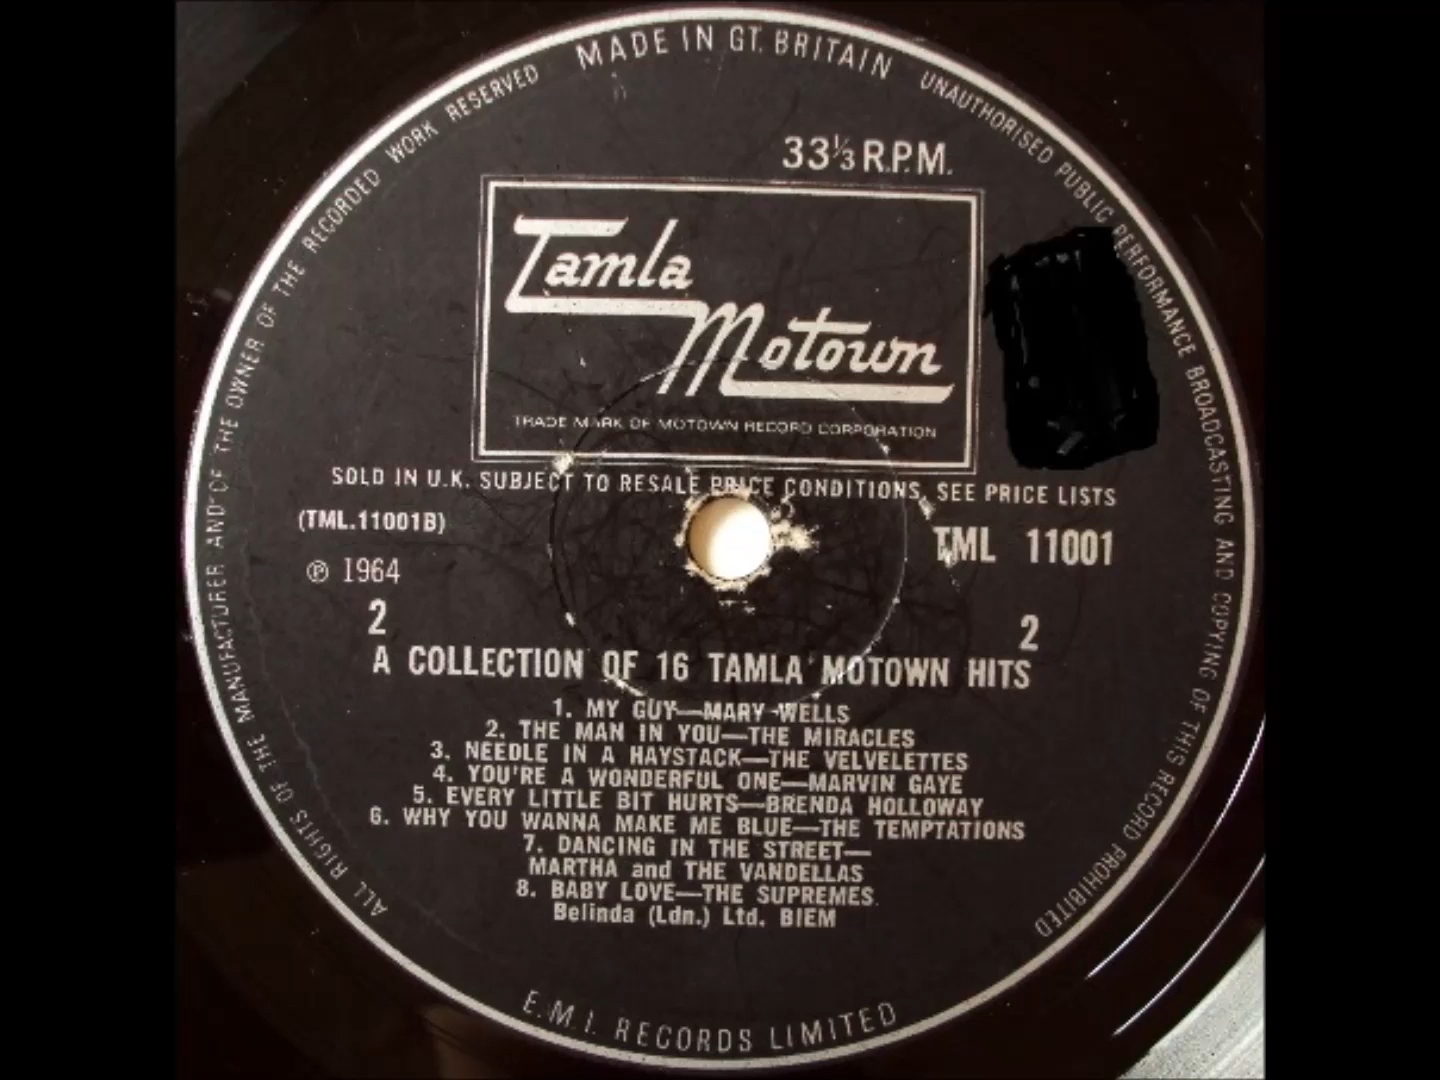 MADE IN GT. BRITAIN
UNAUTHORISED PUBLIC PERFORMANCE BROADCASTING AND COPYING OF THIS RECORD PROHIBITED
ALL RIGHTS OF THE MANUFACTURER AND OF THE OWNER OF THE RECORDED WORK RESERVED
33⅓ R.P.M.
Tamla
Motown
TRADE MARK OF MOTOWN RECORD CORPORATION
SOLD IN U.K. SUBJECT TO RESALE PRICE CONDITIONS, SEE PRICE LISTS
(TML.11001B)
TML 11001
℗ 1964
2 2
A COLLECTION OF 16 TAMLA MOTOWN HITS
1. MY GUY—MARY WELLS
2. THE MAN IN YOU—THE MIRACLES
3. NEEDLE IN A HAYSTACK—THE VELVELETTES
4. YOU'RE A WONDERFUL ONE—MARVIN GAYE
5. EVERY LITTLE BIT HURTS—BRENDA HOLLOWAY
6. WHY YOU WANNA MAKE ME BLUE—THE TEMPTATIONS
7. DANCING IN THE STREET—
MARTHA and THE VANDELLAS
8. BABY LOVE—THE SUPREMES
Belinda (Ldn.) Ltd. BIEM
E.M.I. RECORDS LIMITED